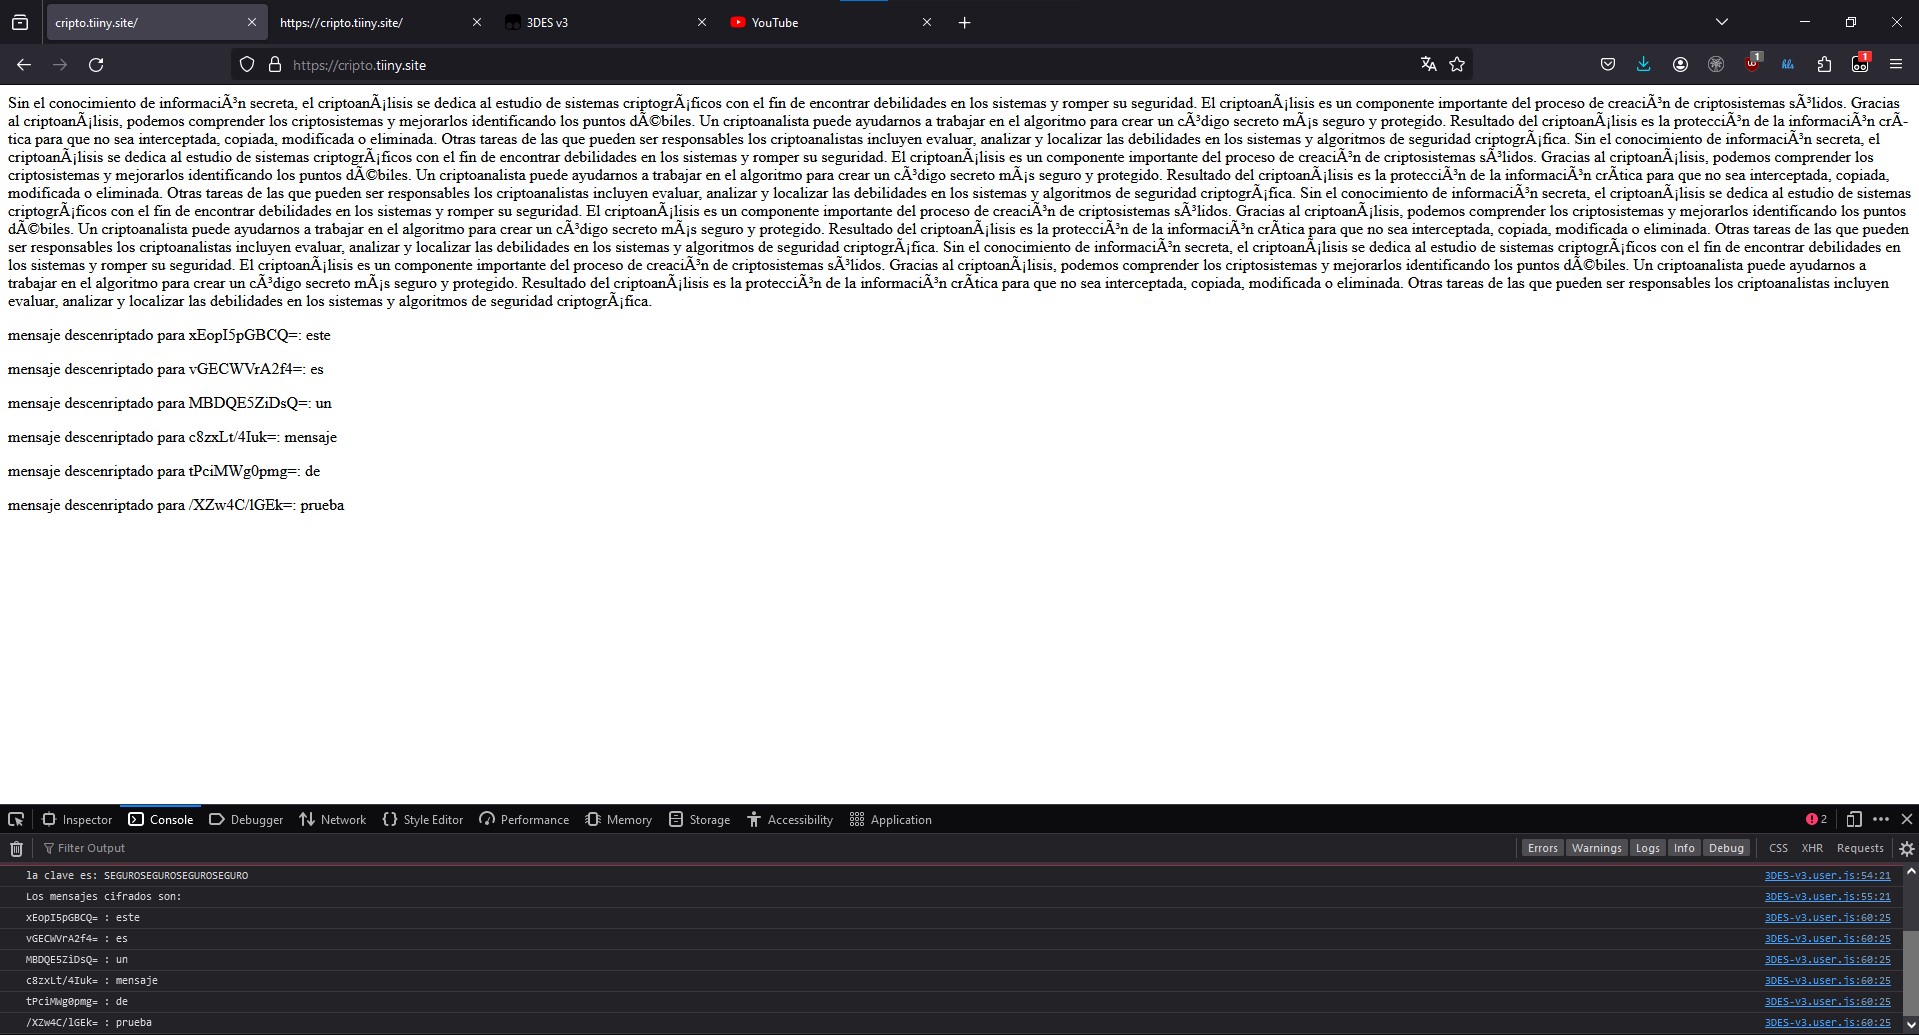 cripto.tiiny.site/
https://cripto.tiiny.site/
3DES v3
YouTube
https://cripto.tiiny.site
1
hls
1
Sin el conocimiento de informaciÃ³n secreta, el criptoanÃ¡lisis se dedica al estudio de sistemas criptogrÃ¡ficos con el fin de encontrar debilidades en los sistemas y romper su seguridad. El criptoanÃ¡lisis es un componente importante del proceso de creaciÃ³n de criptosistemas sÃ³lidos. Gracias
al criptoanÃ¡lisis, podemos comprender los criptosistemas y mejorarlos identificando los puntos dÃ©biles. Un criptoanalista puede ayudarnos a trabajar en el algoritmo para crear un cÃ³digo secreto mÃ¡s seguro y protegido. Resultado del criptoanÃ¡lisis es la protecciÃ³n de la informaciÃ³n crÃ-
tica para que no sea interceptada, copiada, modificada o eliminada. Otras tareas de las que pueden ser responsables los criptoanalistas incluyen evaluar, analizar y localizar las debilidades en los sistemas y algoritmos de seguridad criptogrÃ¡fica. Sin el conocimiento de informaciÃ³n secreta, el
criptoanÃ¡lisis se dedica al estudio de sistemas criptogrÃ¡ficos con el fin de encontrar debilidades en los sistemas y romper su seguridad. El criptoanÃ¡lisis es un componente importante del proceso de creaciÃ³n de criptosistemas sÃ³lidos. Gracias al criptoanÃ¡lisis, podemos comprender los
criptosistemas y mejorarlos identificando los puntos dÃ©biles. Un criptoanalista puede ayudarnos a trabajar en el algoritmo para crear un cÃ³digo secreto mÃ¡s seguro y protegido. Resultado del criptoanÃ¡lisis es la protecciÃ³n de la informaciÃ³n crÃ­tica para que no sea interceptada, copiada,
modificada o eliminada. Otras tareas de las que pueden ser responsables los criptoanalistas incluyen evaluar, analizar y localizar las debilidades en los sistemas y algoritmos de seguridad criptogrÃ¡fica. Sin el conocimiento de informaciÃ³n secreta, el criptoanÃ¡lisis se dedica al estudio de sistemas
criptogrÃ¡ficos con el fin de encontrar debilidades en los sistemas y romper su seguridad. El criptoanÃ¡lisis es un componente importante del proceso de creaciÃ³n de criptosistemas sÃ³lidos. Gracias al criptoanÃ¡lisis, podemos comprender los criptosistemas y mejorarlos identificando los puntos
dÃ©biles. Un criptoanalista puede ayudarnos a trabajar en el algoritmo para crear un cÃ³digo secreto mÃ¡s seguro y protegido. Resultado del criptoanÃ¡lisis es la protecciÃ³n de la informaciÃ³n crÃ­tica para que no sea interceptada, copiada, modificada o eliminada. Otras tareas de las que pueden
ser responsables los criptoanalistas incluyen evaluar, analizar y localizar las debilidades en los sistemas y algoritmos de seguridad criptogrÃ¡fica. Sin el conocimiento de informaciÃ³n secreta, el criptoanÃ¡lisis se dedica al estudio de sistemas criptogrÃ¡ficos con el fin de encontrar debilidades en
los sistemas y romper su seguridad. El criptoanÃ¡lisis es un componente importante del proceso de creaciÃ³n de criptosistemas sÃ³lidos. Gracias al criptoanÃ¡lisis, podemos comprender los criptosistemas y mejorarlos identificando los puntos dÃ©biles. Un criptoanalista puede ayudarnos a
trabajar en el algoritmo para crear un cÃ³digo secreto mÃ¡s seguro y protegido. Resultado del criptoanÃ¡lisis es la protecciÃ³n de la informaciÃ³n crÃ­tica para que no sea interceptada, copiada, modificada o eliminada. Otras tareas de las que pueden ser responsables los criptoanalistas incluyen
evaluar, analizar y localizar las debilidades en los sistemas y algoritmos de seguridad criptogrÃ¡fica.
mensaje descenriptado para xEopI5pGBCQ=: este
mensaje descenriptado para vGECWVrA2f4=: es
mensaje descenriptado para MBDQE5ZiDsQ=: un
mensaje descenriptado para c8zxLt/4Iuk=: mensaje
mensaje descenriptado para tPciMWg0pmg=: de
mensaje descenriptado para /XZw4C/lGEk=: prueba
Inspector Console Debugger Network Style Editor Performance Memory Storage Accessibility Application 2
Filter Output Errors Warnings Logs Info Debug CSS XHR Requests
la clave es: SEGUROSEGUROSEGUROSEGURO 3DES-v3.user.js:54:21
Los mensajes cifrados son: 3DES-v3.user.js:55:21
xEopI5pGBCQ= : este 3DES-v3.user.js:60:25
vGECWVrA2f4= : es 3DES-v3.user.js:60:25
MBDQE5ZiDsQ= : un 3DES-v3.user.js:60:25
c8zxLt/4Iuk= : mensaje 3DES-v3.user.js:60:25
tPciMWg0pmg= : de 3DES-v3.user.js:60:25
/XZw4C/lGEk= : prueba 3DES-v3.user.js:60:25